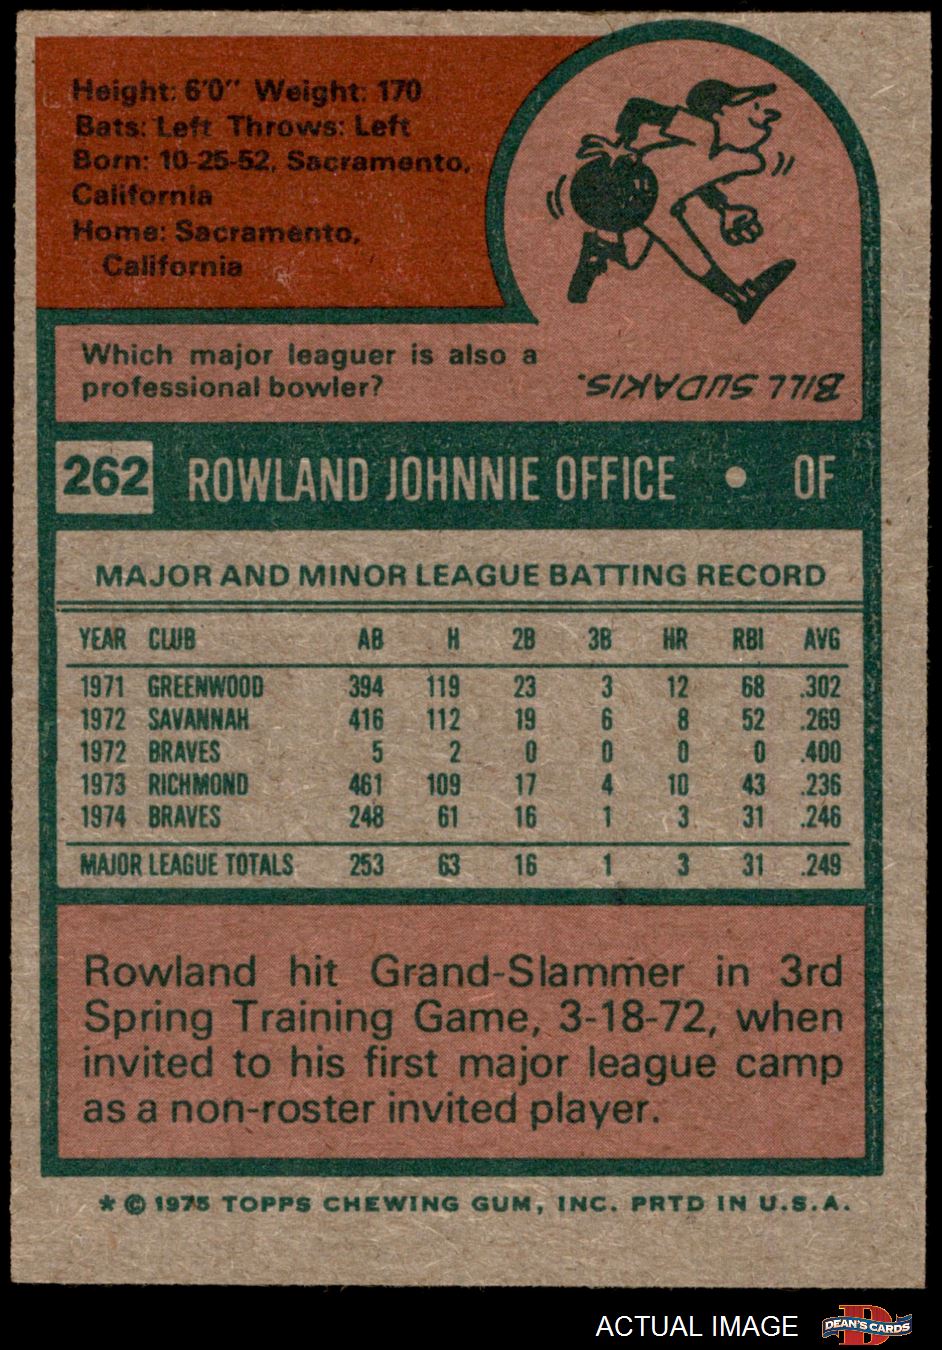 Height: 6'0" Weight: 170
Bats: Left Throws: Left
Born: 10-25-52, Sacramento,
California
Home: Sacramento,
California
Which major leaguer is also a
professional bowler?
BILL SUDAKIS.
262 ROWLAND JOHNNIE OFFICE • OF
MAJOR AND MINOR LEAGUE BATTING RECORD
YEAR CLUB AB H 2B 3B HR RBI AVG
1971 GREENWOOD 394 119 23 3 12 68 .302
1972 SAVANNAH 416 112 19 6 8 52 .269
1972 BRAVES 5 2 0 0 0 0 .400
1973 RICHMOND 461 109 17 4 10 43 .236
1974 BRAVES 248 61 16 1 3 31 .246
MAJOR LEAGUE TOTALS 253 63 16 1 3 31 .249
Rowland hit Grand-Slammer in 3rd
Spring Training Game, 3-18-72, when
invited to his first major league camp
as a non-roster invited player.
* © 1975 TOPPS CHEWING GUM, INC. PRTD IN U.S.A.
ACTUAL IMAGE DEAN'S CARDS